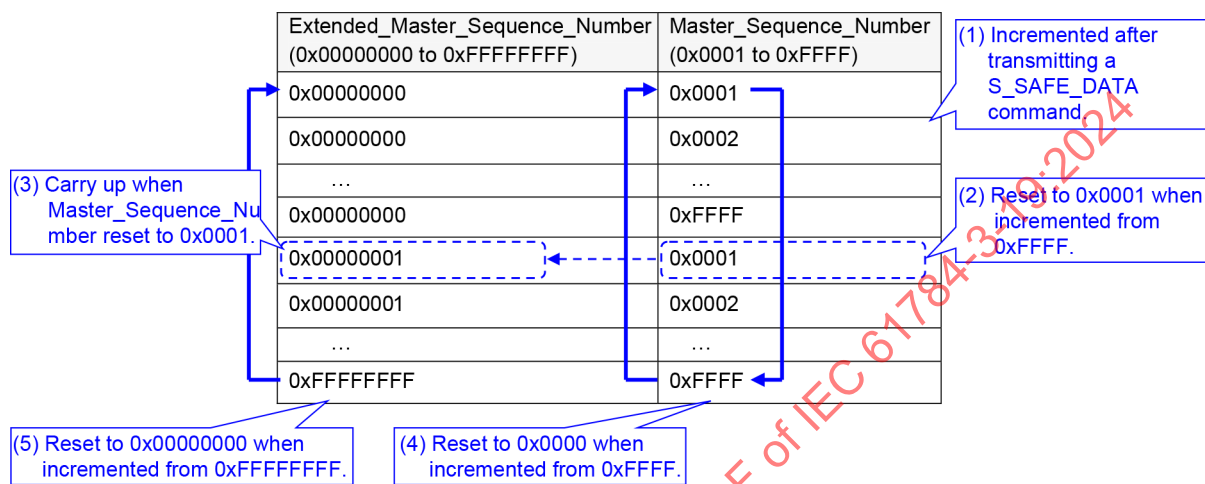 Extended_Master_Sequence_Number
(0x00000000 to 0xFFFFFFFF)
Master_Sequence_Number
(0x0001 to 0xFFFF)
(1) Incremented after
transmitting a
S_SAFE_DATA
command.
0x00000000
0x0001
0x00000000
0x0002
...
...
(3) Carry up when
Master_Sequence_Nu
mber reset to 0x0001.
(2) Reset to 0x0001 when
incremented from
0xFFFF.
0x00000000
0xFFFF
0x00000001
0x0001
0x00000001
0x0002
...
...
0xFFFFFFFF
0xFFFF
(5) Reset to 0x00000000 when
incremented from 0xFFFFFFFF.
(4) Reset to 0x0000 when
incremented from 0xFFFF.
F of IEC 61784-3-19:2024